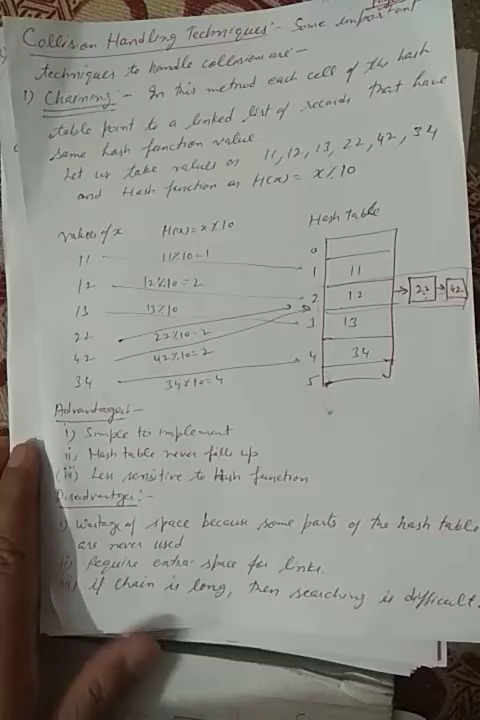 Collision Handling Techniques:- Some important
techniques to handle collision are:-
1) Chaining:- In this method each cell of the hash
table point to a linked list of records that have
same hash function value
Let us take values as 11, 12, 13, 22, 42, 34
and Hash function as H(x) = x%10
Hash table
values of x H(x) = x%10
0
11 11%10=1 1 11
12 12%10=2 2 12 → 22 → 42
13 13%10 3 13
22 22%10=2
42 42%10=2 4 34
34 34%10=4 5
Advantages:-
i) Simple to implement
ii, Hash table never fill up
(iii) Less sensitive to Hash function
Disadvantages:-
i) Wastage of space because some parts of the hash table
are never used
ii) Require extra space for links.
iii) if Chain is long, then searching is difficult.